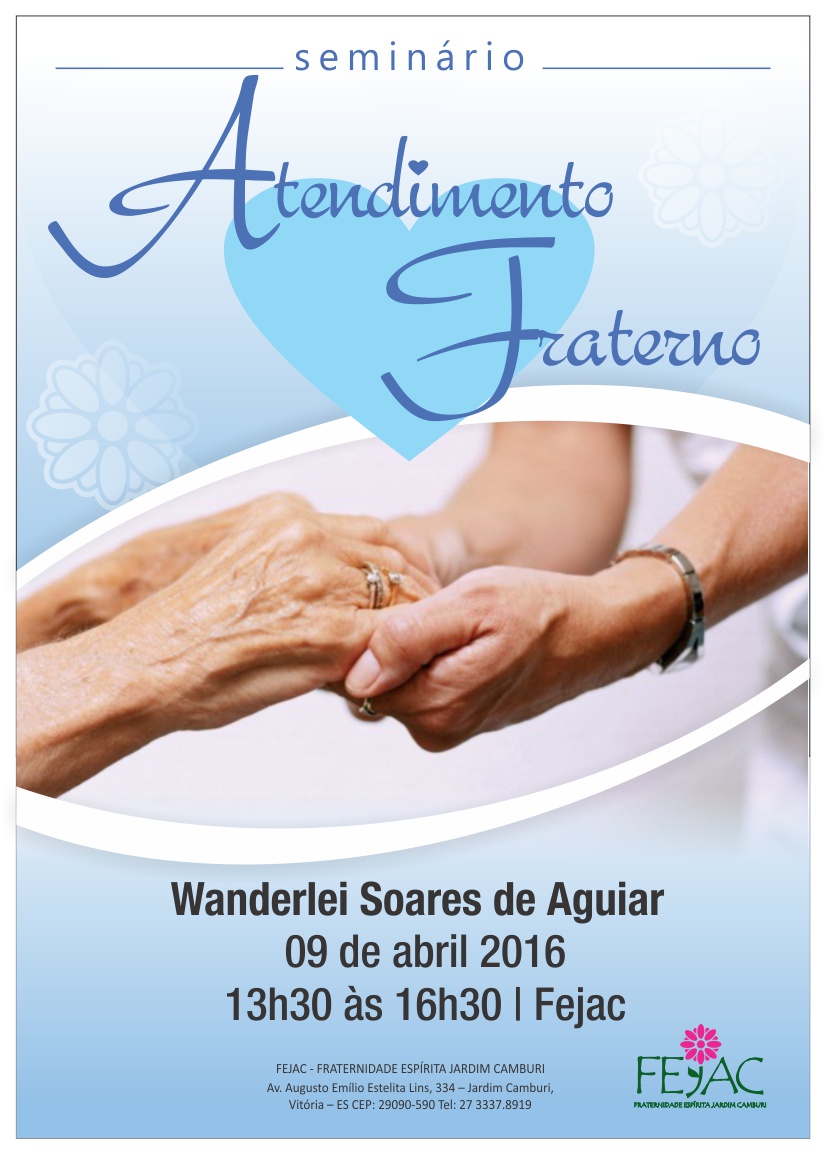 seminário
Atendimento
Fraterno
Wanderlei Soares de Aguiar
09 de abril 2016
13h30 às 16h30 | Fejac
FEJAC - FRATERNIDADE ESPÍRITA JARDIM CAMBURI
Av. Augusto Emílio Estelita Lins, 334 – Jardim Camburi,
Vitória – ES CEP: 29090-590 Tel: 27 3337.8919
FEJAC
FRATERNIDADE ESPÍRITA JARDIM CAMBURI